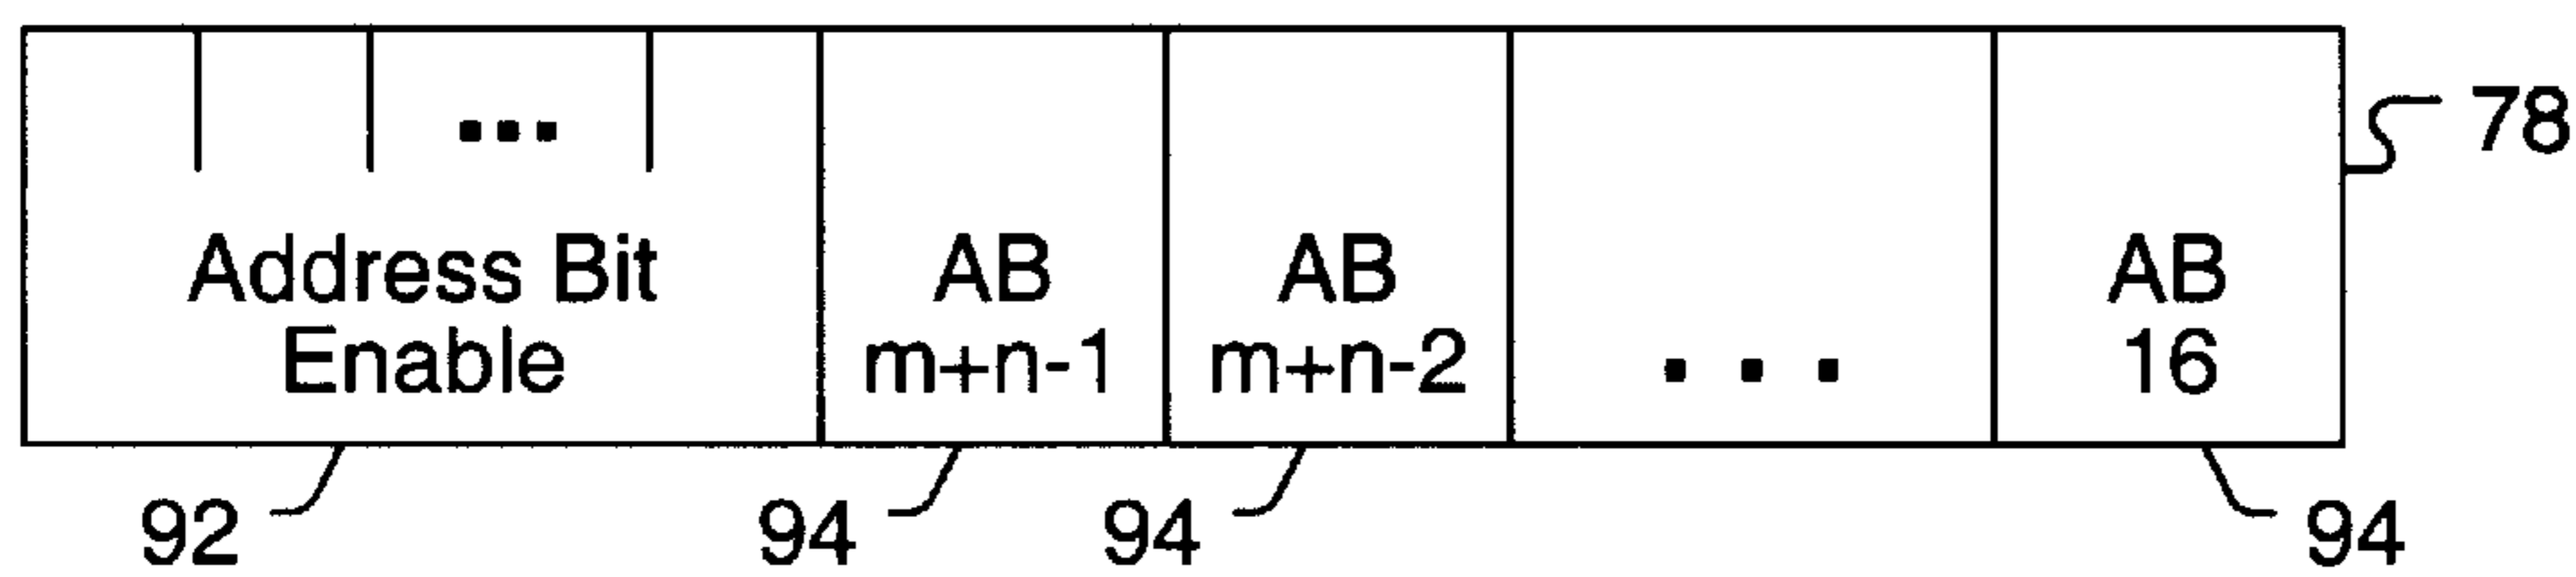 ...
78
Address Bit
Enable
AB
m+n-1
AB
m+n-2
. . .
AB
16
92
94
94
94